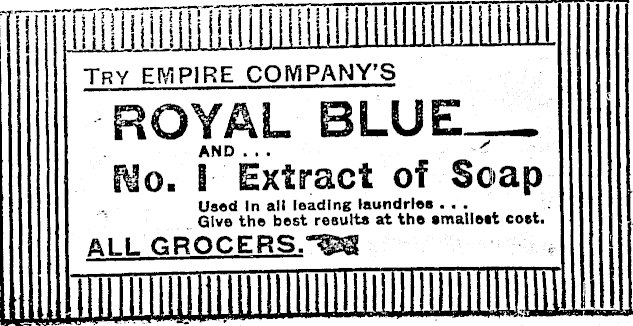 TRY EMPIRE COMPANY'S
ROYAL BLUE
AND . . .
No. 1 Extract of Soap
Used in all leading laundries . . .
Give the best results at the smallest cost.
ALL GROCERS.